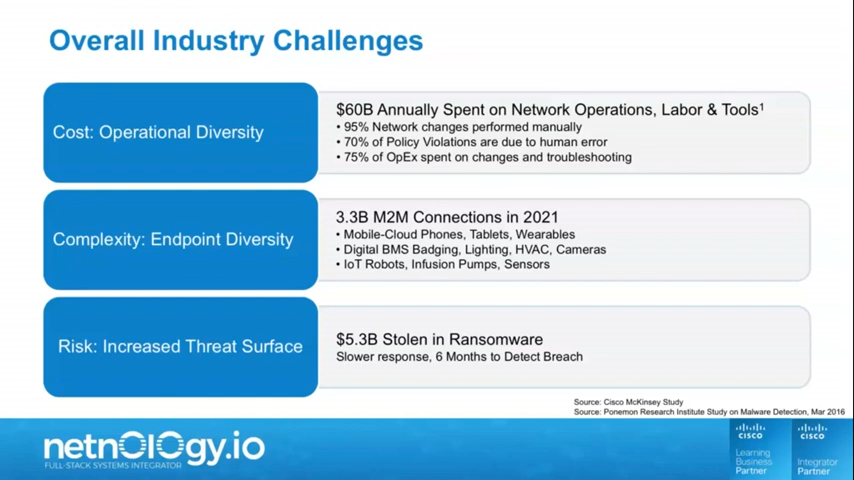 Overall Industry Challenges
Cost: Operational Diversity
$60B Annually Spent on Network Operations, Labor & Tools¹
• 95% Network changes performed manually
• 70% of Policy Violations are due to human error
• 75% of OpEx spent on changes and troubleshooting
Complexity: Endpoint Diversity
3.3B M2M Connections in 2021
• Mobile-Cloud Phones, Tablets, Wearables
• Digital BMS Badging, Lighting, HVAC, Cameras
• IoT Robots, Infusion Pumps, Sensors
Risk: Increased Threat Surface
$5.3B Stolen in Ransomware
Slower response, 6 Months to Detect Breach
Source: Cisco McKinsey Study
Source: Ponemon Research Institute Study on Malware Detection, Mar 2016
netnology.io
FULL-STACK SYSTEMS INTEGRATOR
CISCO
Learning
Business
Partner
CISCO
Integrator
Partner